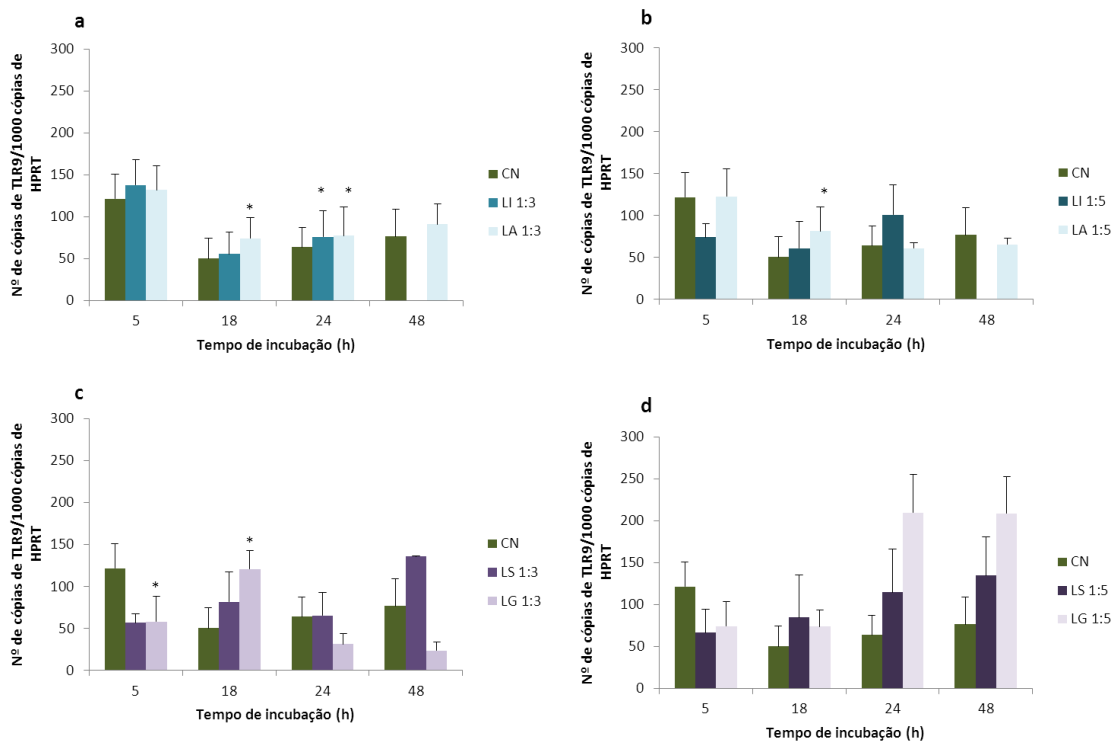 a
Nº de cópias de TLR9/1000 cópias de
HPRT
300
250
200
150
100
50
0
* * *
5 18 24 48
Tempo de incubação (h)
CN
LI 1:3
LA 1:3
b
Nº de cópias de TLR9/1000 cópias de
HPRT
300
250
200
150
100
50
0
*
5 18 24 48
Tempo de incubação (h)
CN
LI 1:5
LA 1:5
c
Nº de cópias de TLR9/1000 cópias de
HPRT
300
250
200
150
100
50
0
* *
5 18 24 48
Tempo de incubação (h)
CN
LS 1:3
LG 1:3
d
Nº de cópias de TLR9/1000 cópias de
HPRT
300
250
200
150
100
50
0
5 18 24 48
Tempo de incubação (h)
CN
LS 1:5
LG 1:5